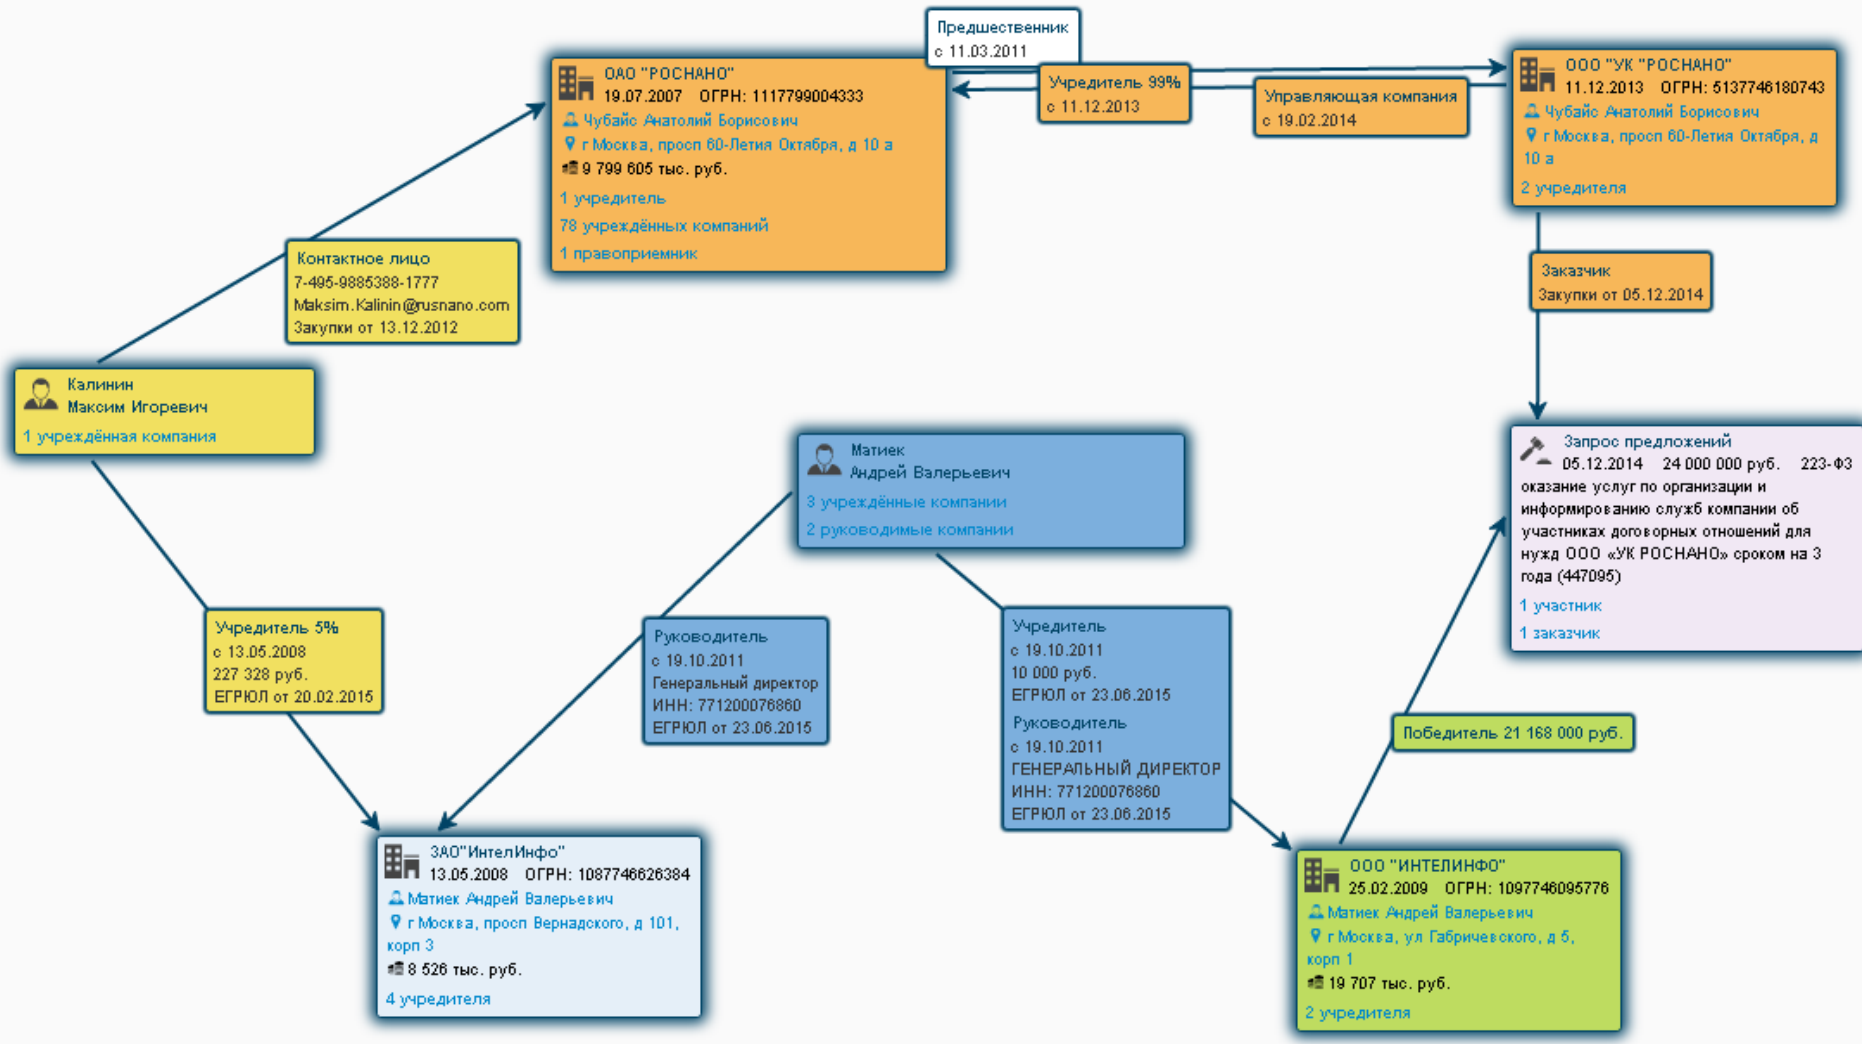 Предшественник
с 11.03.2011
ОАО "РОСНАНО"
19.07.2007 ОГРН: 1117799004333
Чубайс Анатолий Борисович
г Москва, просп 60-Летия Октября, д 10 а
9 799 605 тыс. руб.
1 учредитель
78 учреждённых компаний
1 правоприемник
Учредитель 99%
с 11.12.2013
Управляющая компания
с 19.02.2014
ООО "УК "РОСНАНО"
11.12.2013 ОГРН: 5137746180743
Чубайс Анатолий Борисович
г Москва, просп 60-Летия Октября, д
10 а
2 учредителя
Контактное лицо
7-495-9885388-1777
Maksim.Kalinin@rusnano.com
Закупки от 13.12.2012
Заказчик
Закупки от 05.12.2014
Калинин
Максим Игоревич
1 учреждённая компания
Матиек
Андрей Валерьевич
3 учреждённые компании
2 руководимые компании
Запрос предложений
05.12.2014 24 000 000 руб. 223-ФЗ
оказание услуг по организации и
информированию служб компании об
участниках договорных отношений для
нужд ООО «УК РОСНАНО» сроком на 3
года (447095)
1 участник
1 заказчик
Учредитель 5%
с 13.05.2008
227 328 руб.
ЕГРЮЛ от 20.02.2015
Руководитель
с 19.10.2011
Генеральный директор
ИНН: 771200076860
ЕГРЮЛ от 23.06.2015
Учредитель
с 19.10.2011
10 000 руб.
ЕГРЮЛ от 23.06.2015
Руководитель
с 19.10.2011
ГЕНЕРАЛЬНЫЙ ДИРЕКТОР
ИНН: 771200076860
ЕГРЮЛ от 23.06.2015
Победитель 21 168 000 руб.
ЗАО"ИнтелИнфо"
13.05.2008 ОГРН: 1087746626384
Матиек Андрей Валерьевич
г Москва, просп Вернадского, д 101,
корп 3
8 526 тыс. руб.
4 учредителя
ООО "ИНТЕЛИНФО"
25.02.2009 ОГРН: 1097746095776
Матиек Андрей Валерьевич
г Москва, ул Габричевского, д 5,
корп 1
19 707 тыс. руб.
2 учредителя